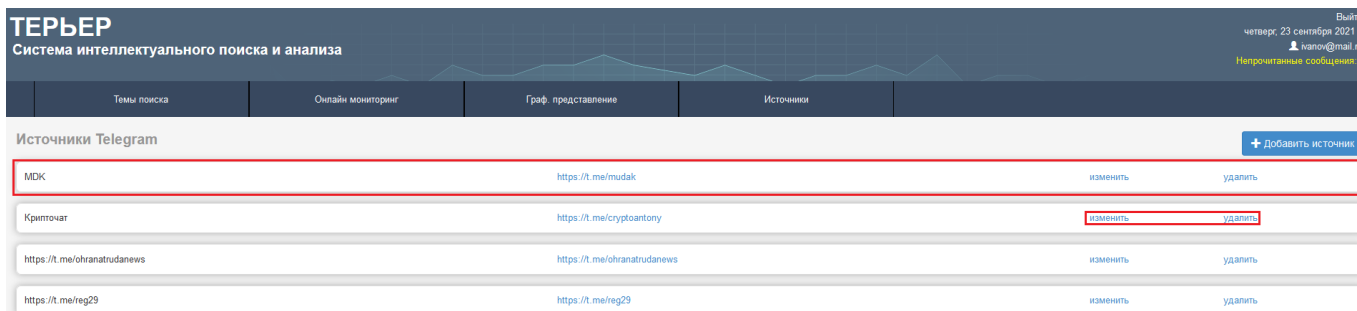 ТЕРЬЕР
Система интеллектуального поиска и анализа
Выйт
четверг, 23 сентября 2021
ivanov@mail.r
Непрочитанные сообщения:
Темы поиска Онлайн мониторинг Граф. представление Источники
Источники Telegram
Добавить источник
MDK https://t.me/mudak изменить удалить
Крипточат https://t.me/cryptoantony изменить удалить
https://t.me/ohranatrudanews https://t.me/ohranatrudanews изменить удалить
https://t.me/reg29 https://t.me/reg29 изменить удалить